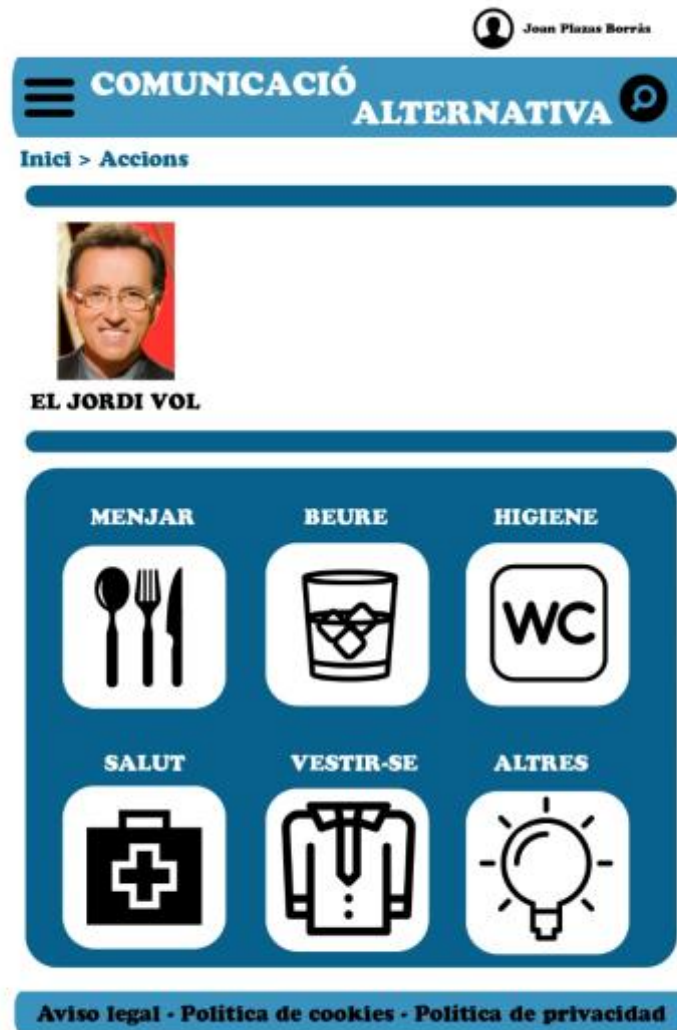 Joan Plazas Borràs
COMUNICACIÓ
ALTERNATIVA
Inici > Accions
EL JORDI VOL
MENJAR BEURE HIGIENE
WC
SALUT VESTIR-SE ALTRES
Aviso legal - Politica de cookies - Politica de privacidad